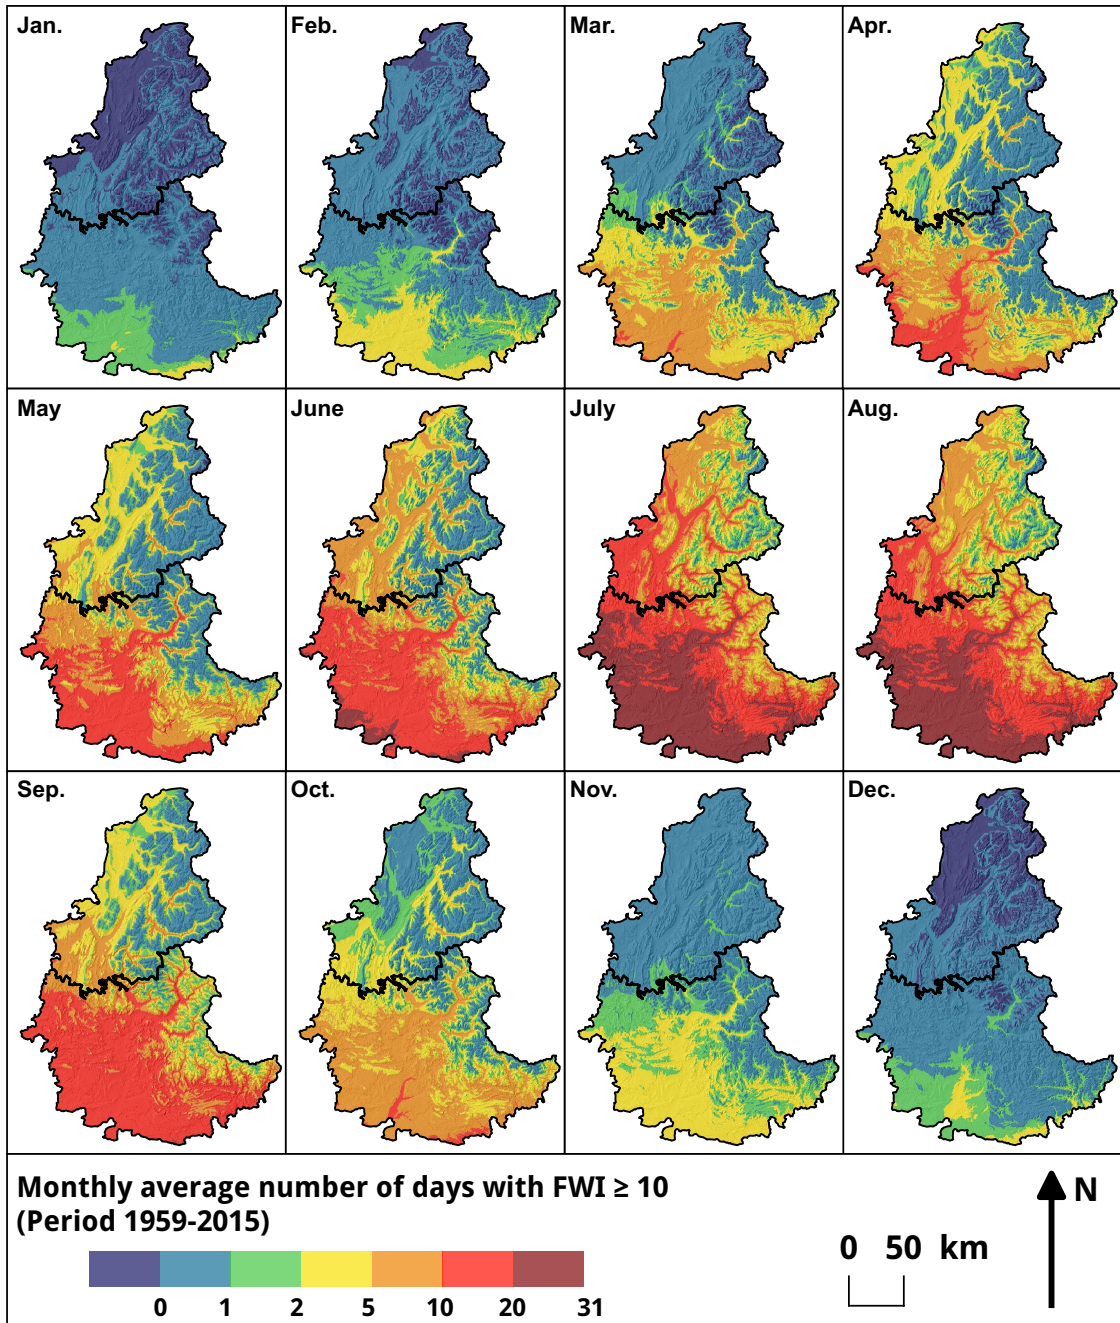 Jan.
Feb.
Mar.
Apr.
May
June
July
Aug.
Sep.
Oct.
Nov.
Dec.
Monthly average number of days with FWI ≥ 10
(Period 1959-2015)
0 1 2 5 10 20 31
0 50 km
N